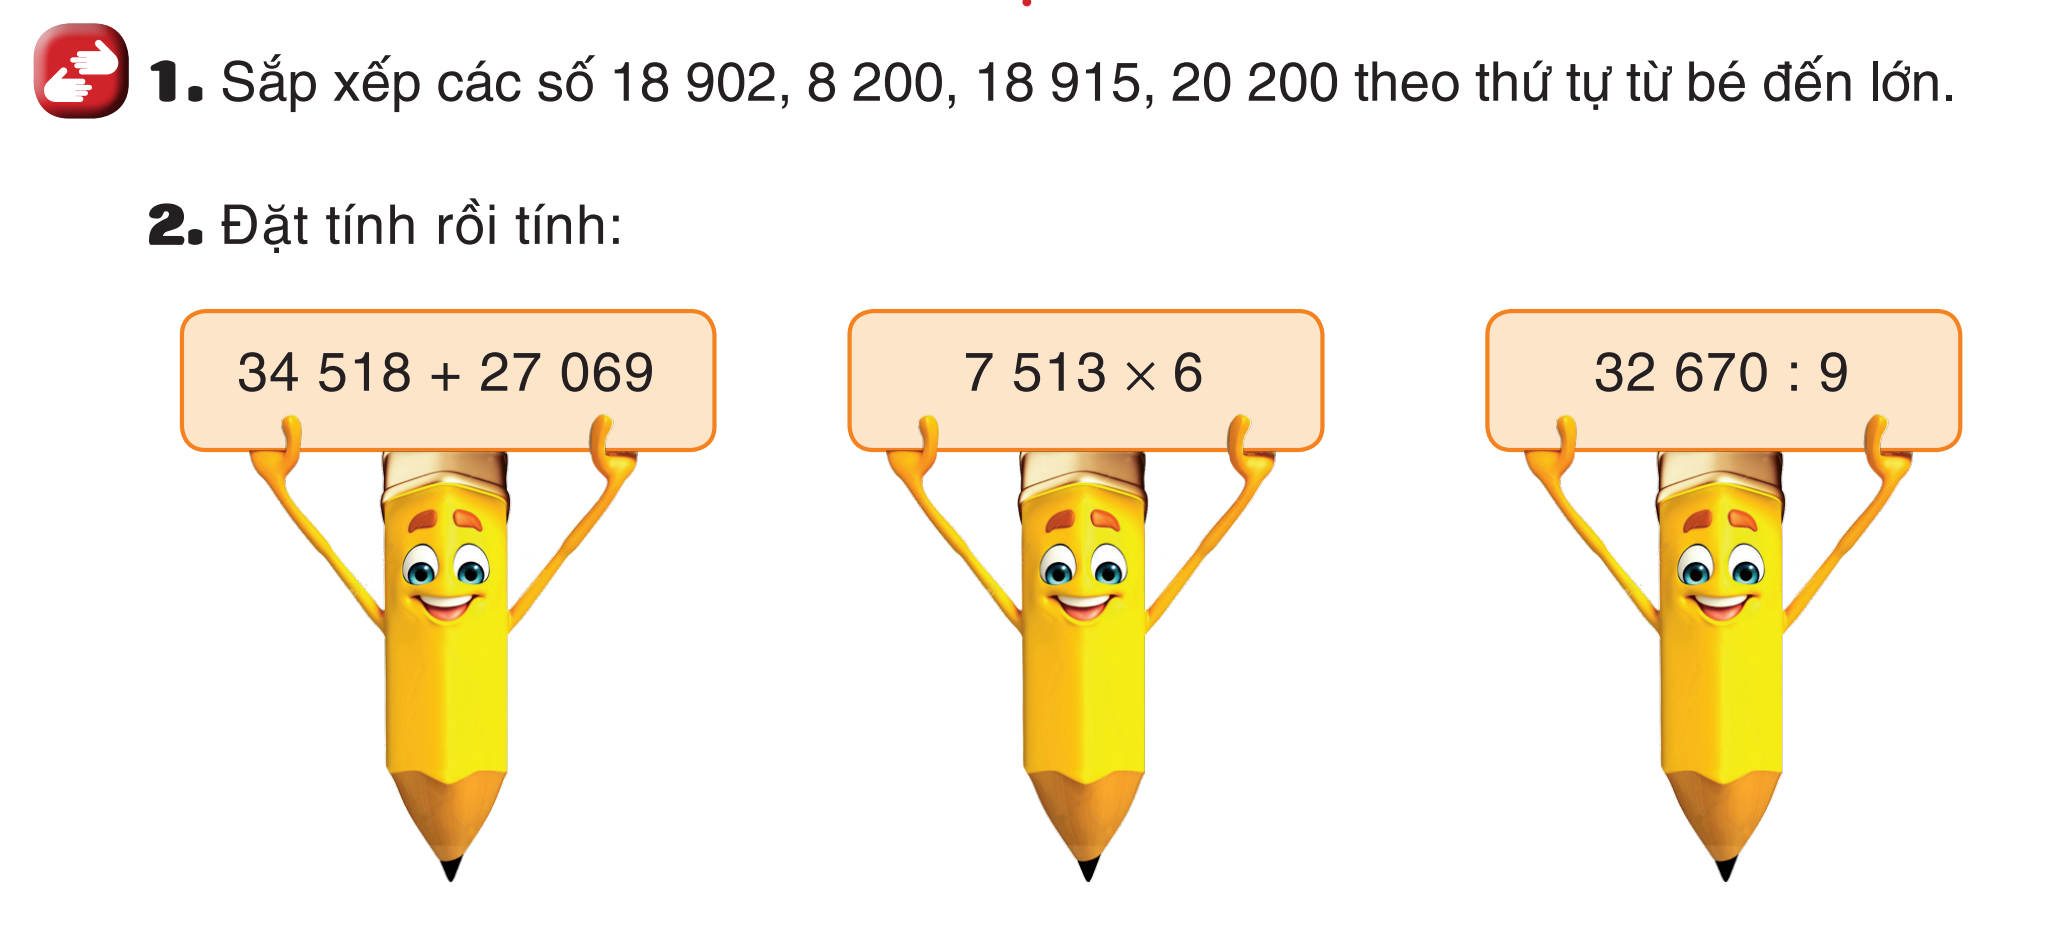 1. Sắp xếp các số 18 902, 8 200, 18 915, 20 200 theo thứ tự từ bé đến lớn.
2. Đặt tính rồi tính:
34 518 + 27 069
7 513 × 6
32 670 : 9